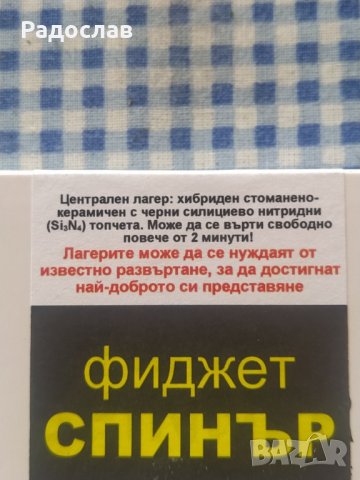 Радослав
Централен лагер: хибриден стоманено-
керамичен с черни силициево нитридни
(Si₃N₄) топчета. Може да се върти свободно
повече от 2 минути!
Лагерите може да се нуждаят от
известно развъртане, за да достигнат
най-доброто си представяне
фиджет
СПИНЪР
BAZAR